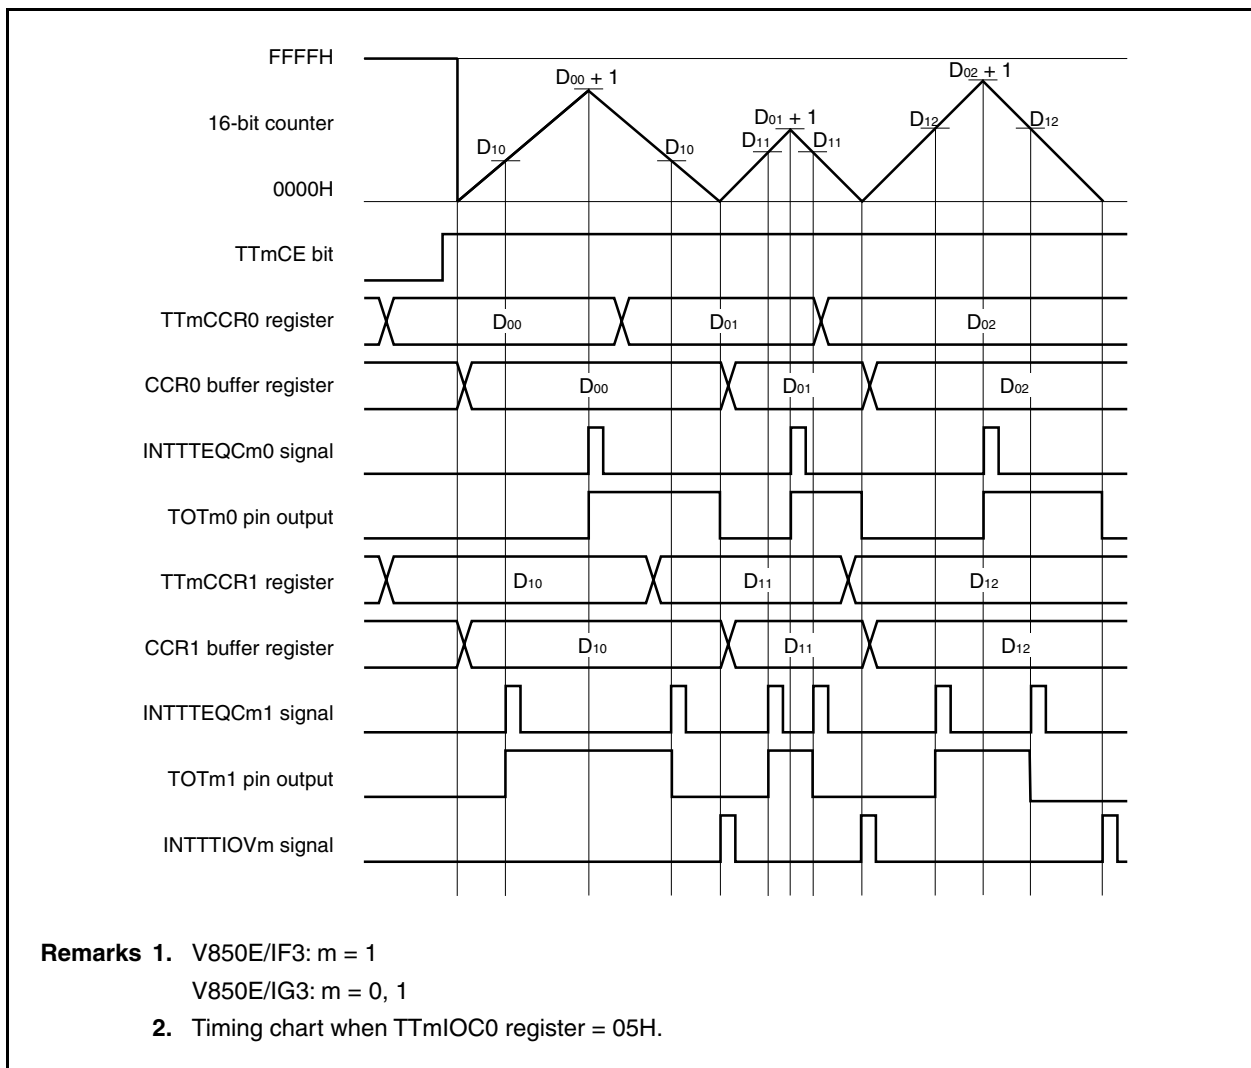 FFFFH
D00 + 1
D02 + 1
16-bit counter
D01 + 1
D12
D12
D10
D10
D11
D11
0000H
TTmCE bit
TTmCCR0 register
D00
D01
D02
CCR0 buffer register
D00
D01
D02
INTTTEQCm0 signal
TOTm0 pin output
TTmCCR1 register
D10
D11
D12
CCR1 buffer register
D10
D11
D12
INTTTEQCm1 signal
TOTm1 pin output
INTTTIOVm signal
Remarks 1. V850E/IF3: m = 1
V850E/IG3: m = 0, 1
2. Timing chart when TTmIOC0 register = 05H.